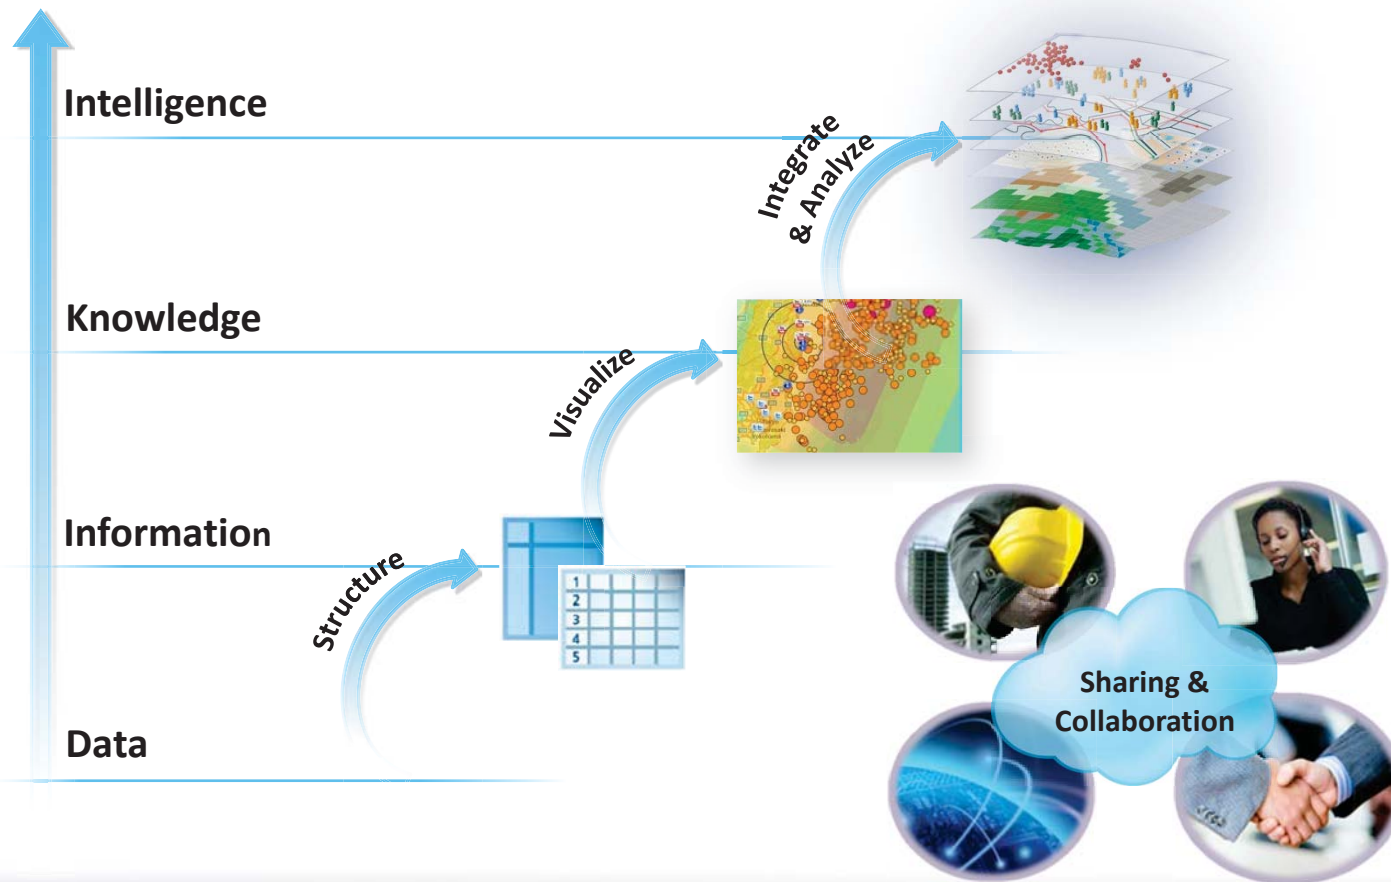 Intelligence
Integrate
& Analyze
Knowledge
Visualize
Information
Structure
1
2
3
4
5
Data
Sharing &
Collaboration